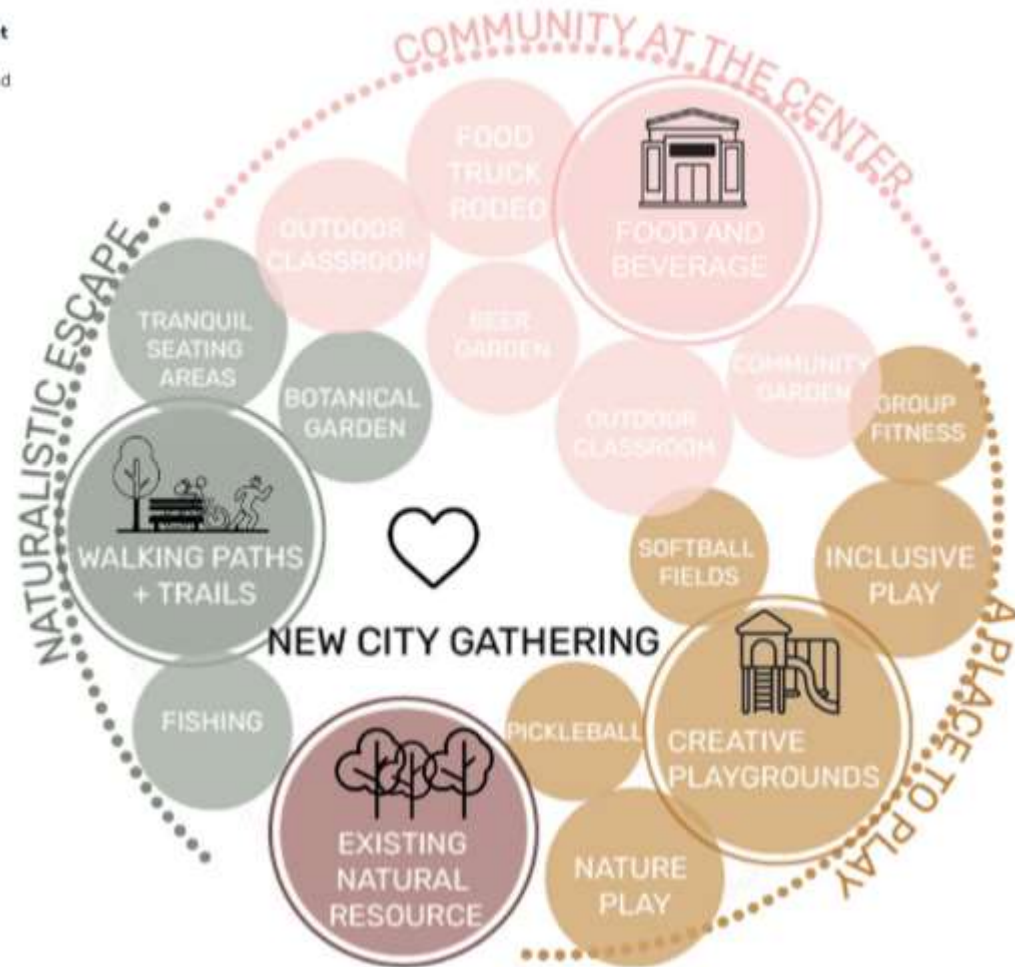 COMMUNITY AT THE CENTER
FOOD
TRUCK
RODEO
FOOD AND
BEVERAGE
OUTDOOR
CLASSROOM
BEER
GARDEN
COMMUNITY
GARDEN
OUTDOOR
CLASSROOM
NATURALISTIC ESCAPE
TRANQUIL
SEATING
AREAS
BOTANICAL
GARDEN
WALKING PATHS
+ TRAILS
FISHING
NEW CITY GATHERING
EXISTING
NATURAL
RESOURCE
A PLACE TO PLAY
GROUP
FITNESS
SOFTBALL
FIELDS
INCLUSIVE
PLAY
PICKLEBALL
CREATIVE
PLAYGROUNDS
NATURE
PLAY